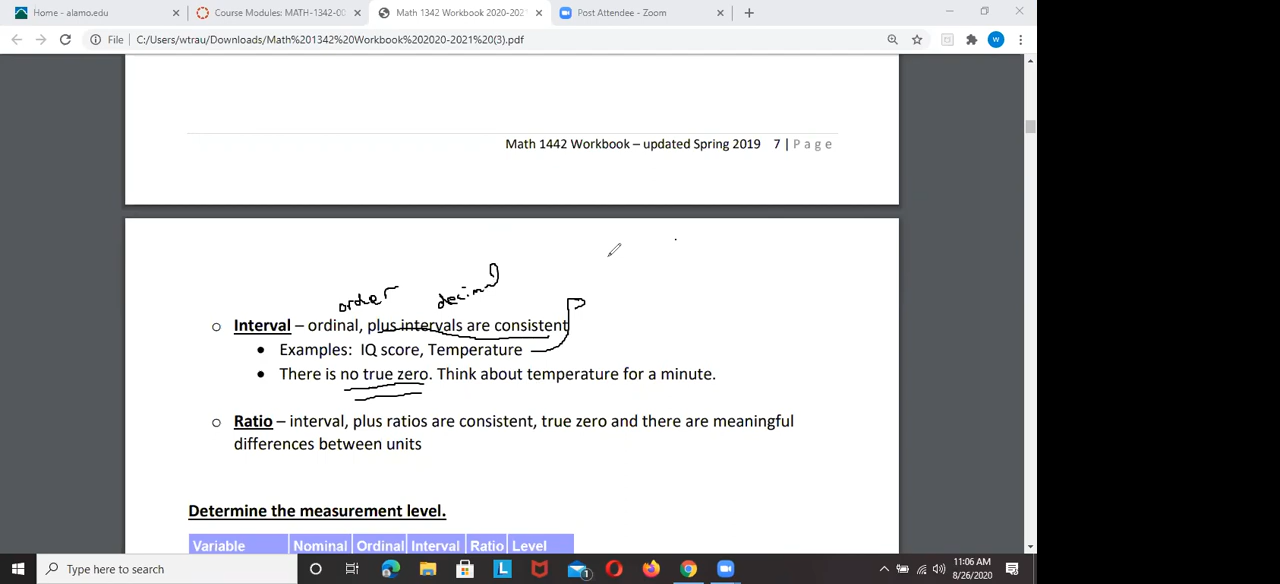 Home - alamo.edu
Course Modules: MATH-1342-00
Math 1342 Workbook 2020-2021
Post Attendee - Zoom
File
C:/Users/wtrau/Downloads/Math%201342%20Workbook%202020-2021%20(3).pdf
W
Math 1442 Workbook – updated Spring 2019 7 | Page
order
Interval – ordinal, plus intervals are consistent
Examples: IQ score, Temperature
There is no true zero. Think about temperature for a minute.
Ratio – interval, plus ratios are consistent, true zero and there are meaningful
differences between units
Determine the measurement level.
Variable Nominal Ordinal Interval Ratio Level
Type here to search
L
1
11:06 AM
8/26/2020